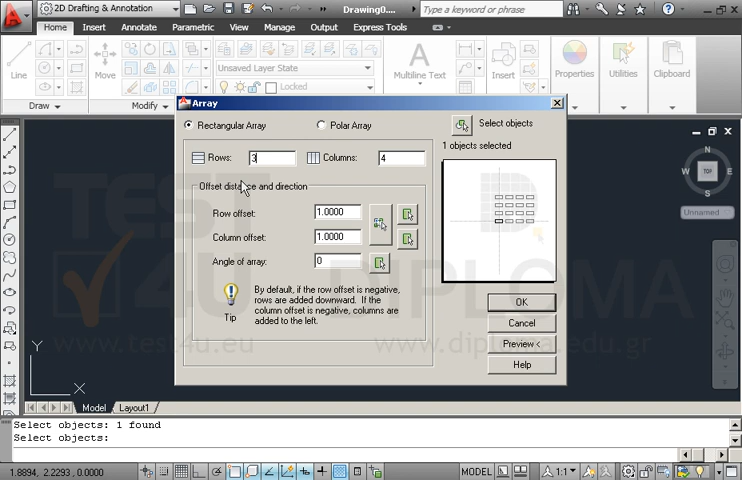 2D Drafting & Annotation
Drawing0....
Type a keyword or phrase
Home Insert Annotate Parametric View Manage Output Express Tools
Line
Move
Unsaved Layer State
Locked
Multiline Text
Insert
Properties
Utilities
Draw
Modify
Array
Rectangular Array
Polar Array
Select objects
Rows: 3
Columns: 4
1 objects selected
Offset distance and direction
Row offset: 1.0000
Column offset: 1.0000
Angle of array: 0
Tip
By default, if the row offset is negative,
rows are added downward. If the
column offset is negative, columns are
added to the left.
OK
Cancel
Preview <
Help
N
W TOP E
S
Unnamed
TEST
4U DIPLOMA
www.test4u.eu www.diploma.edu.gr
Y
X
Model Layout1
Select objects: 1 found
Select objects:
1.8894, 2.2293, 0.0000
MODEL
1:1